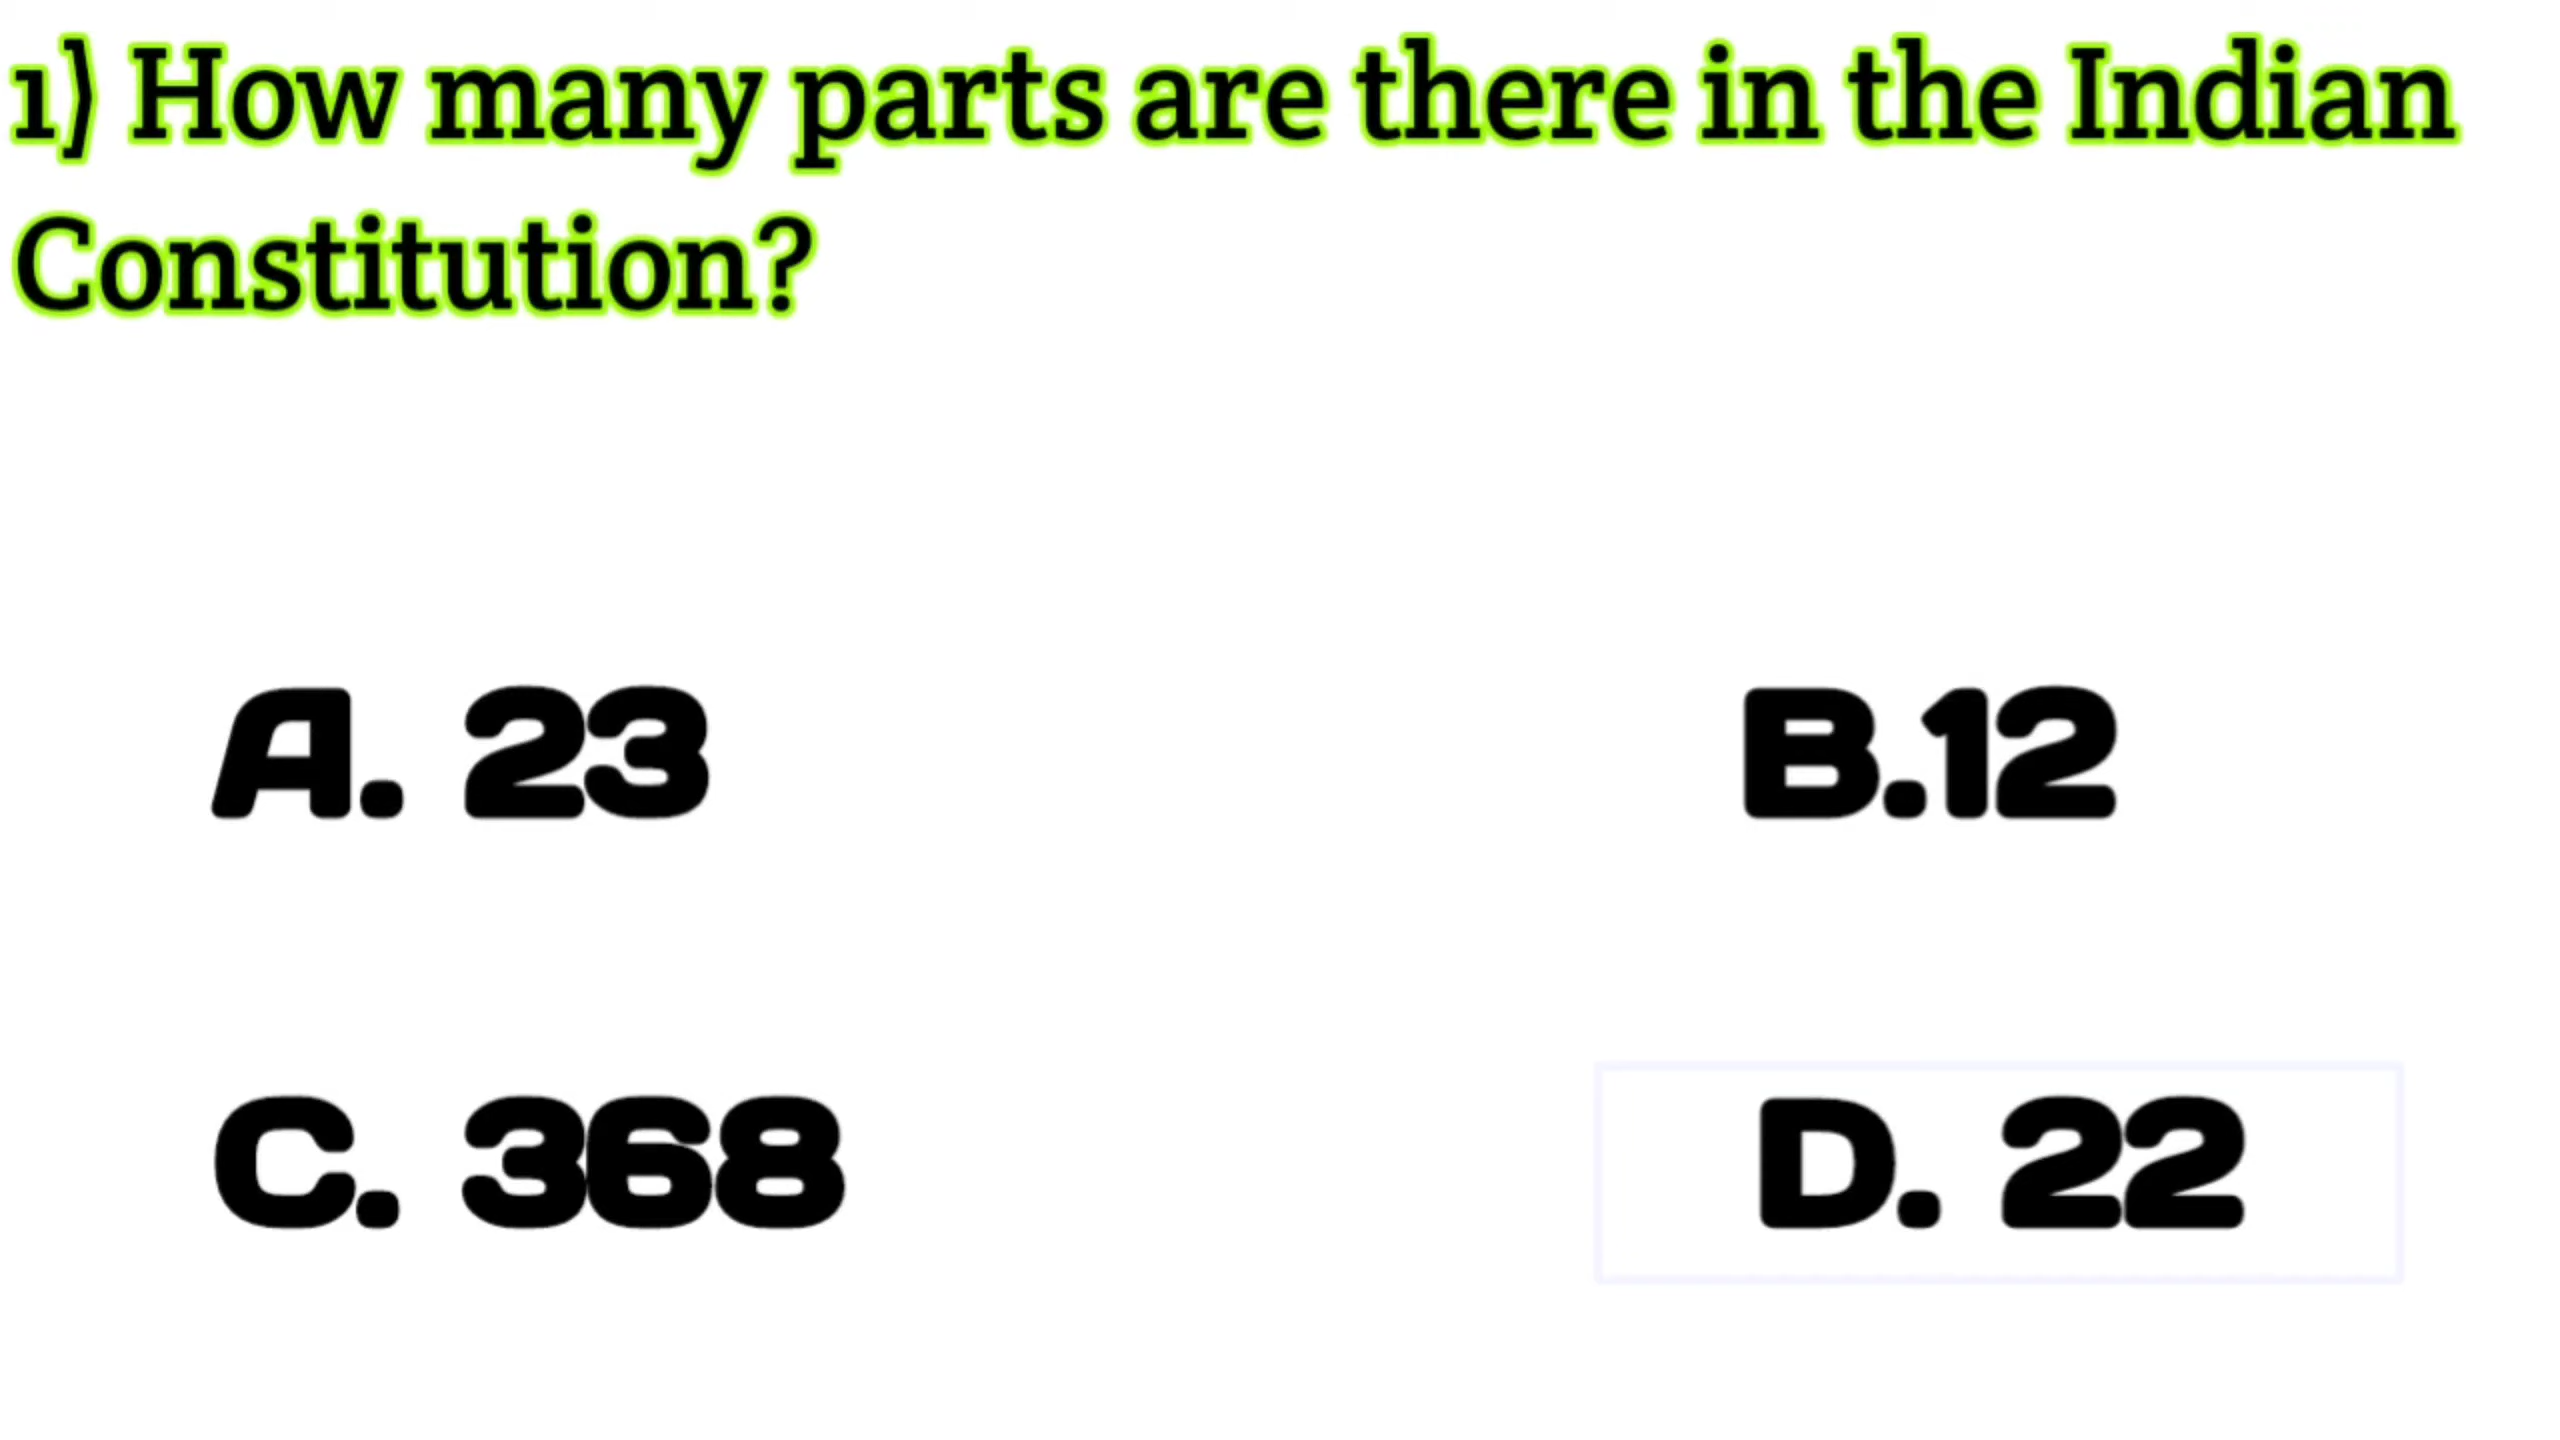 1) How many parts are there in the Indian
Constitution?
A. 23
B.12
C. 368
D. 22